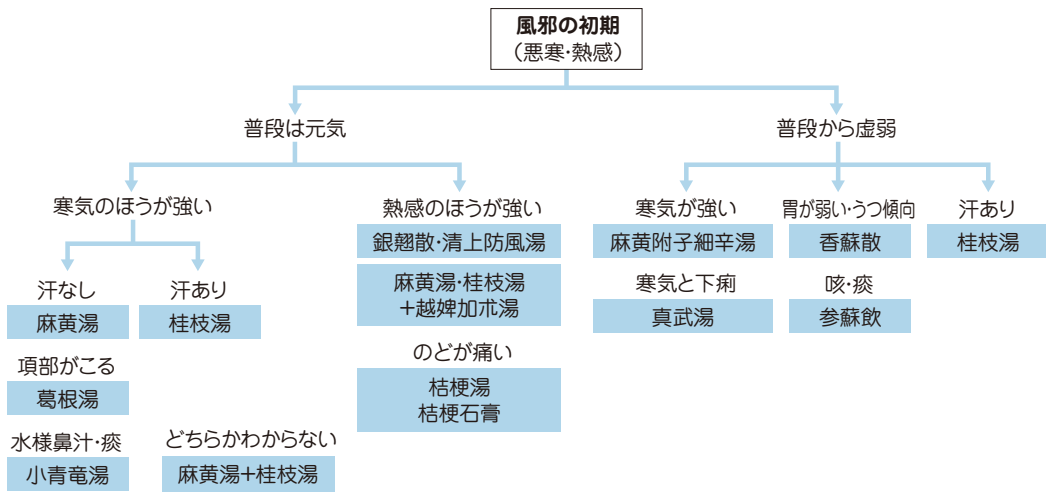 風邪の初期
（悪寒･熱感）
普段は元気
普段から虚弱
寒気のほうが強い
汗なし
麻黄湯
汗あり
桂枝湯
項部がこる
葛根湯
水様鼻汁･痰
小青竜湯
どちらかわからない
麻黄湯+桂枝湯
熱感のほうが強い
銀翹散･清上防風湯
麻黄湯･桂枝湯
＋越婢加朮湯
のどが痛い
桔梗湯
桔梗石膏
寒気が強い
麻黄附子細辛湯
寒気と下痢
真武湯
胃が弱い･うつ傾向
香蘇散
咳･痰
参蘇飲
汗あり
桂枝湯